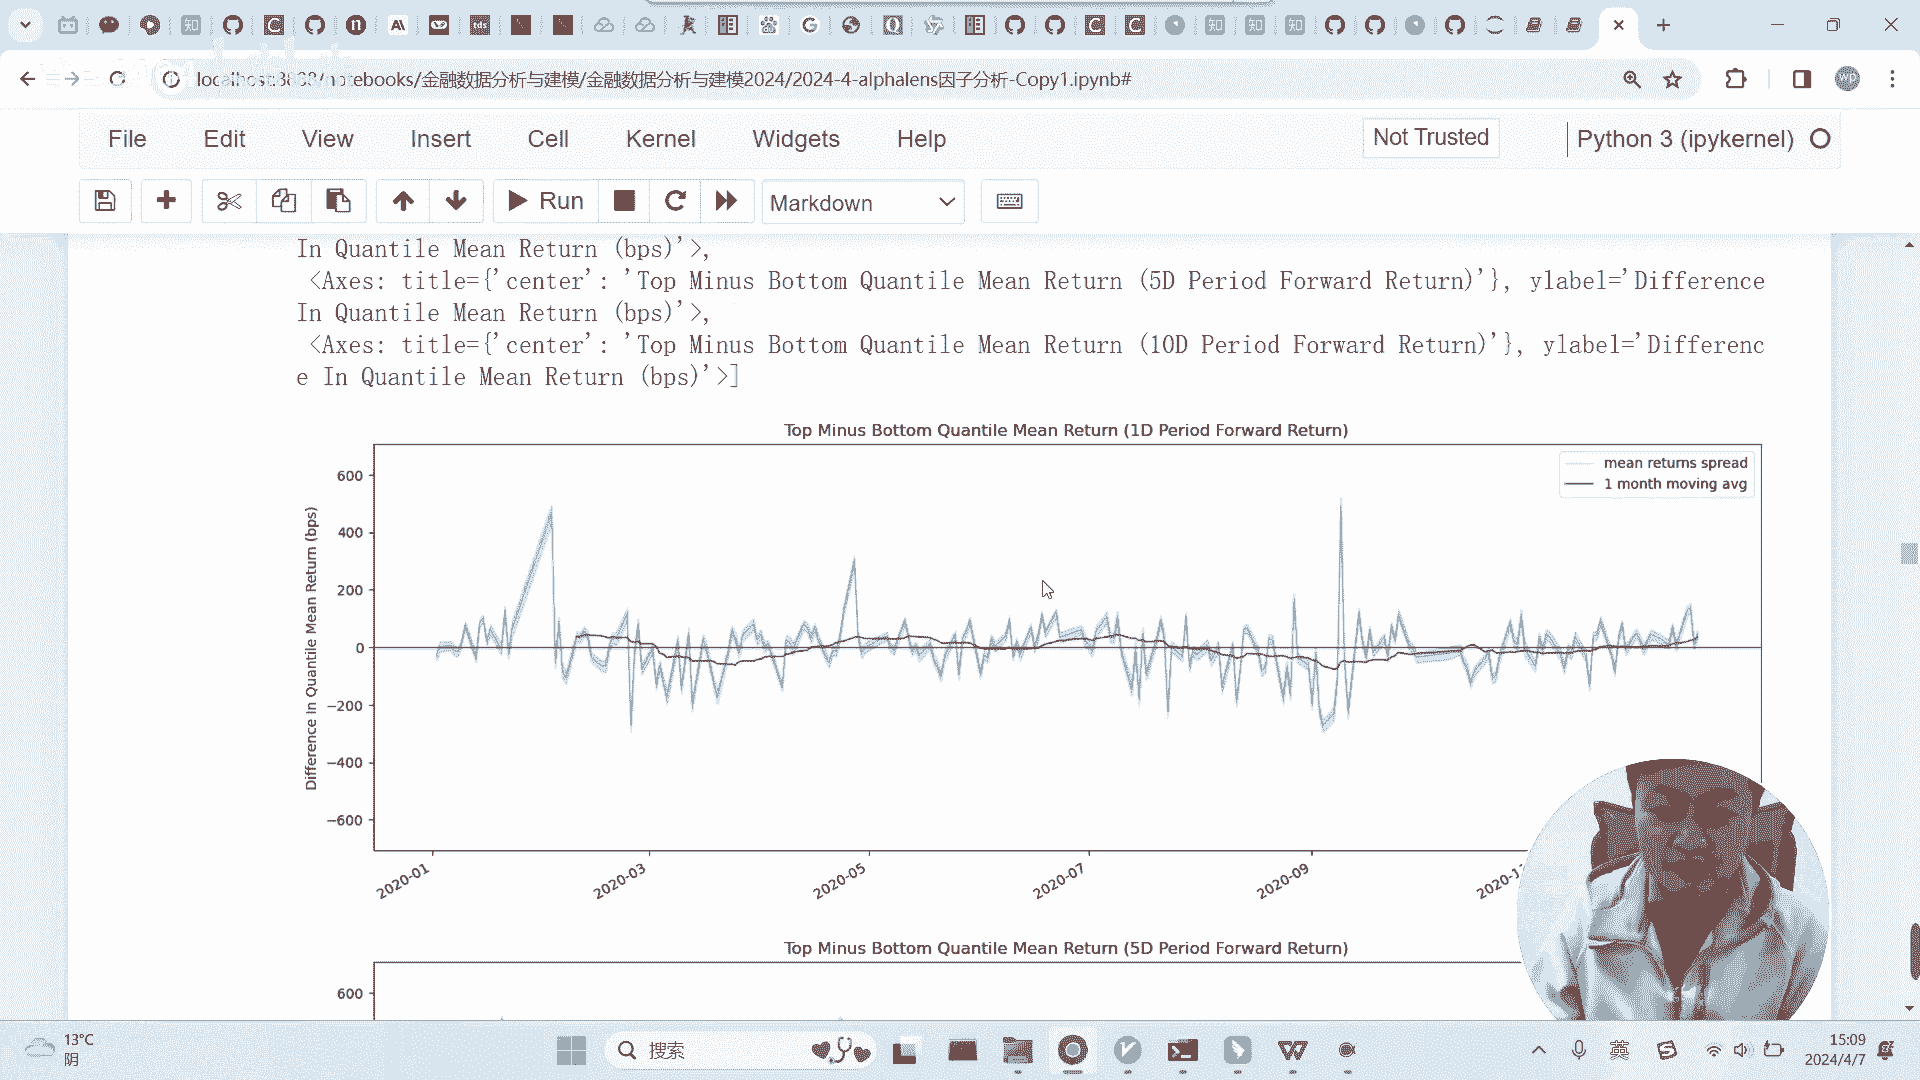 localhost:8888/notebooks/金融数据分析与建模/金融数据分析与建模2024/2024-4-alphalens因子分析-Copy1.ipynb#
wp
File Edit View Insert Cell Kernel Widgets Help
Not Trusted
Python 3 (ipykernel)
Run
Markdown
In Quantile Mean Return (bps)'>,
<Axes: title={'center': 'Top Minus Bottom Quantile Mean Return (5D Period Forward Return)'}, ylabel='Difference
In Quantile Mean Return (bps)'>,
<Axes: title={'center': 'Top Minus Bottom Quantile Mean Return (10D Period Forward Return)'}, ylabel='Differenc
e In Quantile Mean Return (bps)'>]
Top Minus Bottom Quantile Mean Return (1D Period Forward Return)
mean returns spread
1 month moving avg
Difference In Quantile Mean Return (bps)
600
400
200
0
−200
−400
−600
2020-01
2020-03
2020-05
2020-07
2020-09
Top Minus Bottom Quantile Mean Return (5D Period Forward Return)
600
13°C
阴
搜索
英
15:09
2024/4/7